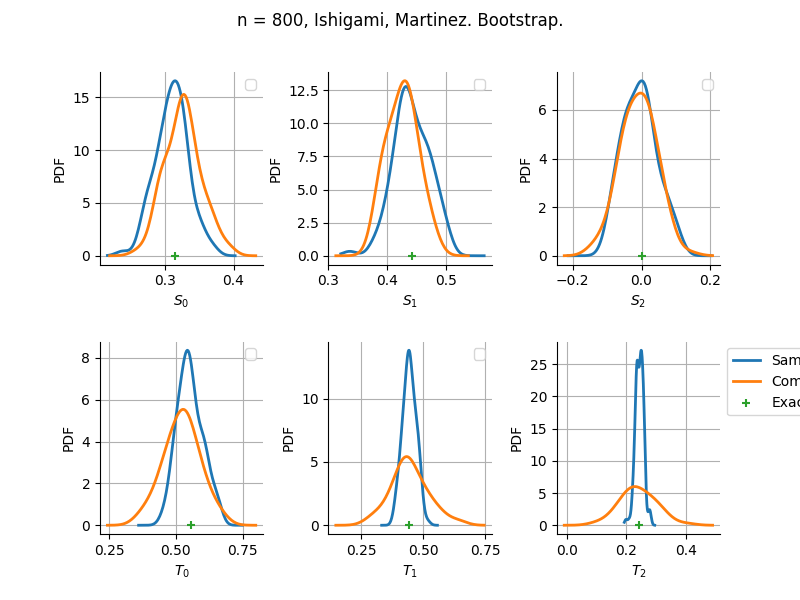 n = 800, Ishigami, Martinez. Bootstrap.
PDF
15
10
5
0
0.3 0.4
S0
PDF
12.5
10.0
7.5
5.0
2.5
0.0
0.3 0.4 0.5
S1
PDF
6
4
2
0
−0.2 0.0 0.2
S2
PDF
8
6
4
2
0
0.25 0.50 0.75
T0
PDF
10
5
0
0.25 0.50 0.75
T1
PDF
25
20
15
10
5
0
0.0 0.2 0.4
T2
Sam
Com
Exac